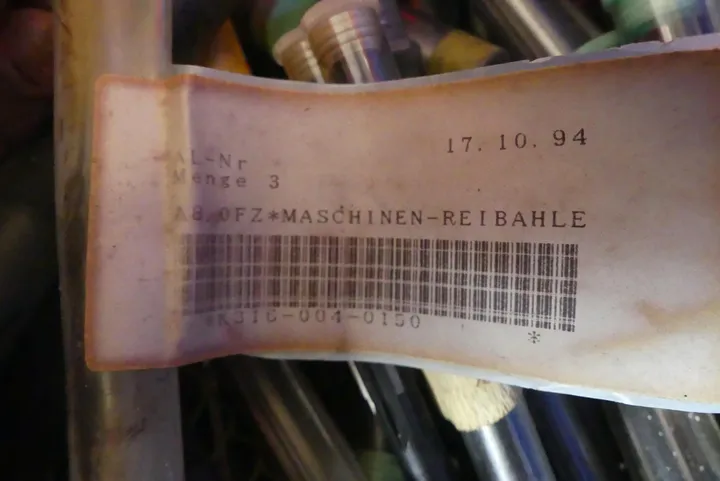 17.10.94
AL-Nr
Menge 3
A8.0FZ*MASCHINEN-REIBAHLE
*K316-004-0150
*